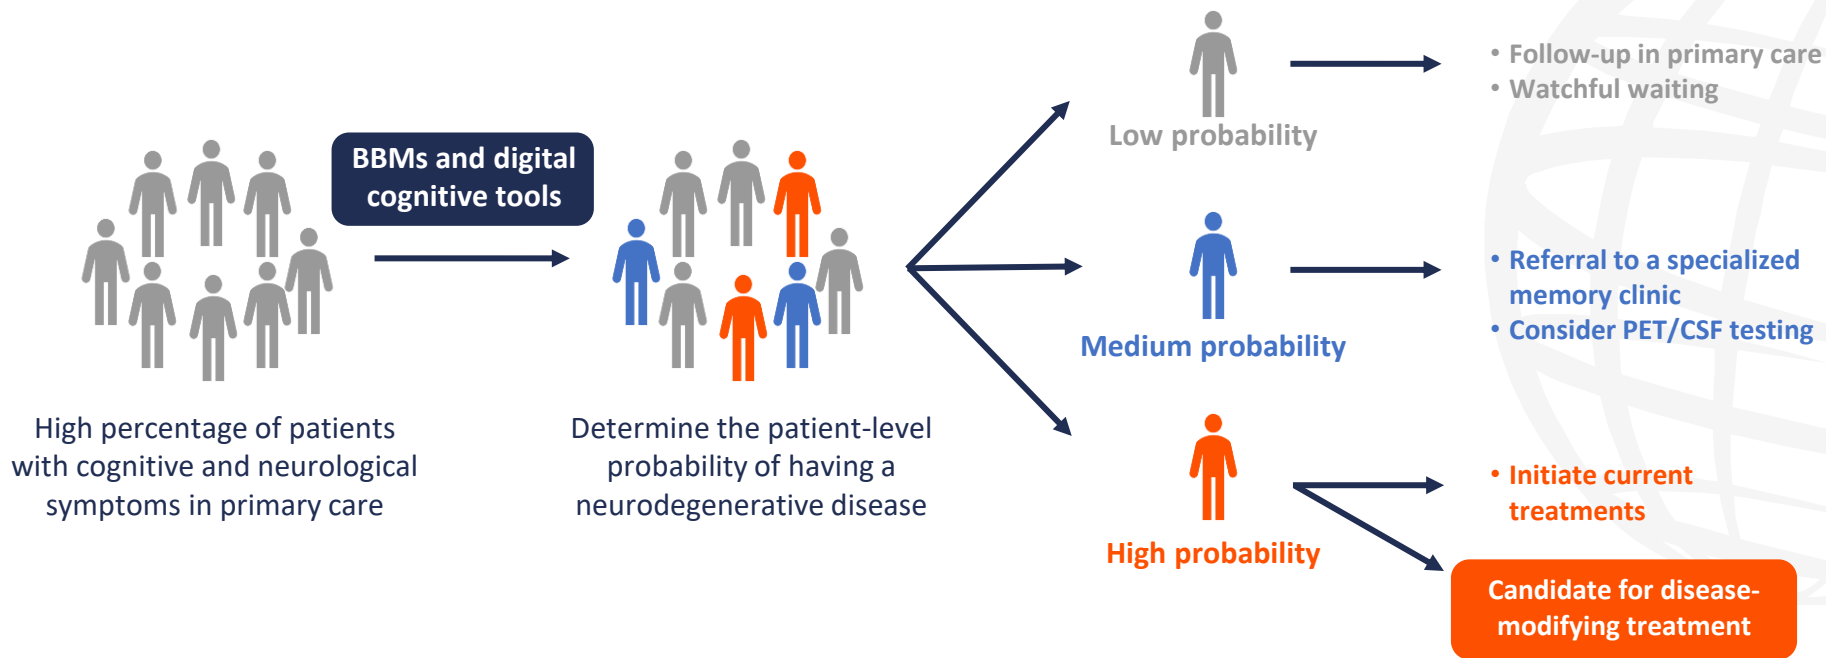 BBMs and digital
cognitive tools
High percentage of patients
with cognitive and neurological
symptoms in primary care
Determine the patient-level
probability of having a
neurodegenerative disease
Low probability
• Follow-up in primary care
• Watchful waiting
Medium probability
• Referral to a specialized
memory clinic
• Consider PET/CSF testing
High probability
• Initiate current
treatments
Candidate for disease-
modifying treatment